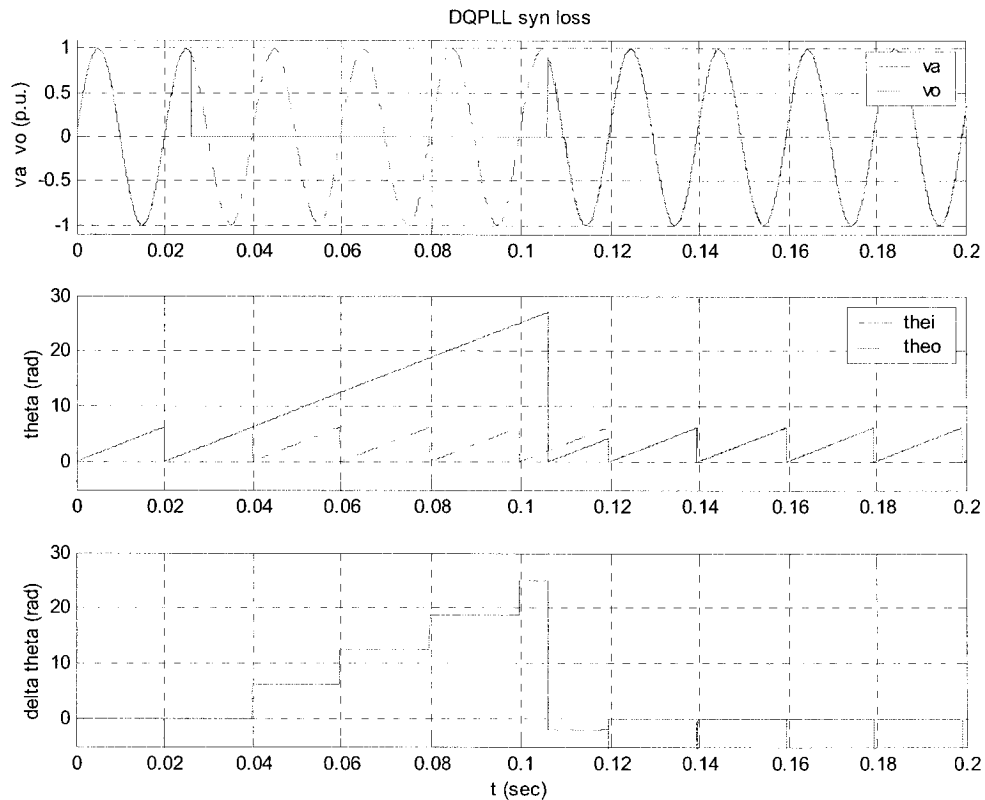 DQPLL syn loss
va vo (p.u.)
1
0.5
0
-0.5
-1
va
vo
0 0.02 0.04 0.06 0.08 0.1 0.12 0.14 0.16 0.18 0.2
theta (rad)
30
20
10
0
thei
theo
0 0.02 0.04 0.06 0.08 0.1 0.12 0.14 0.16 0.18 0.2
delta theta (rad)
30
20
10
0
0 0.02 0.04 0.06 0.08 0.1 0.12 0.14 0.16 0.18 0.2
t (sec)